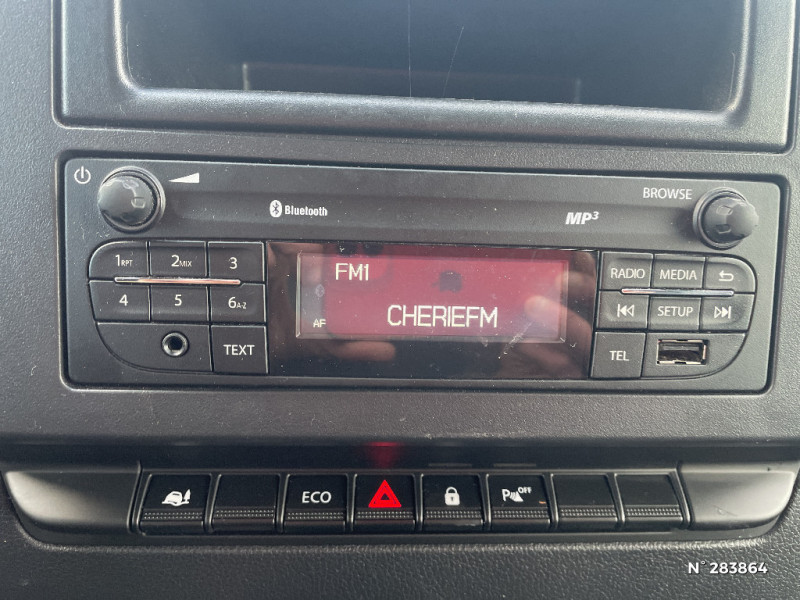 BROWSE
Bluetooth
MP3
1RPT 2MIX 3
4 5 6A-Z
TEXT
FM1
CHERIEFM
AF
RADIO MEDIA
SETUP
TEL
ECO
P OFF
N°283864